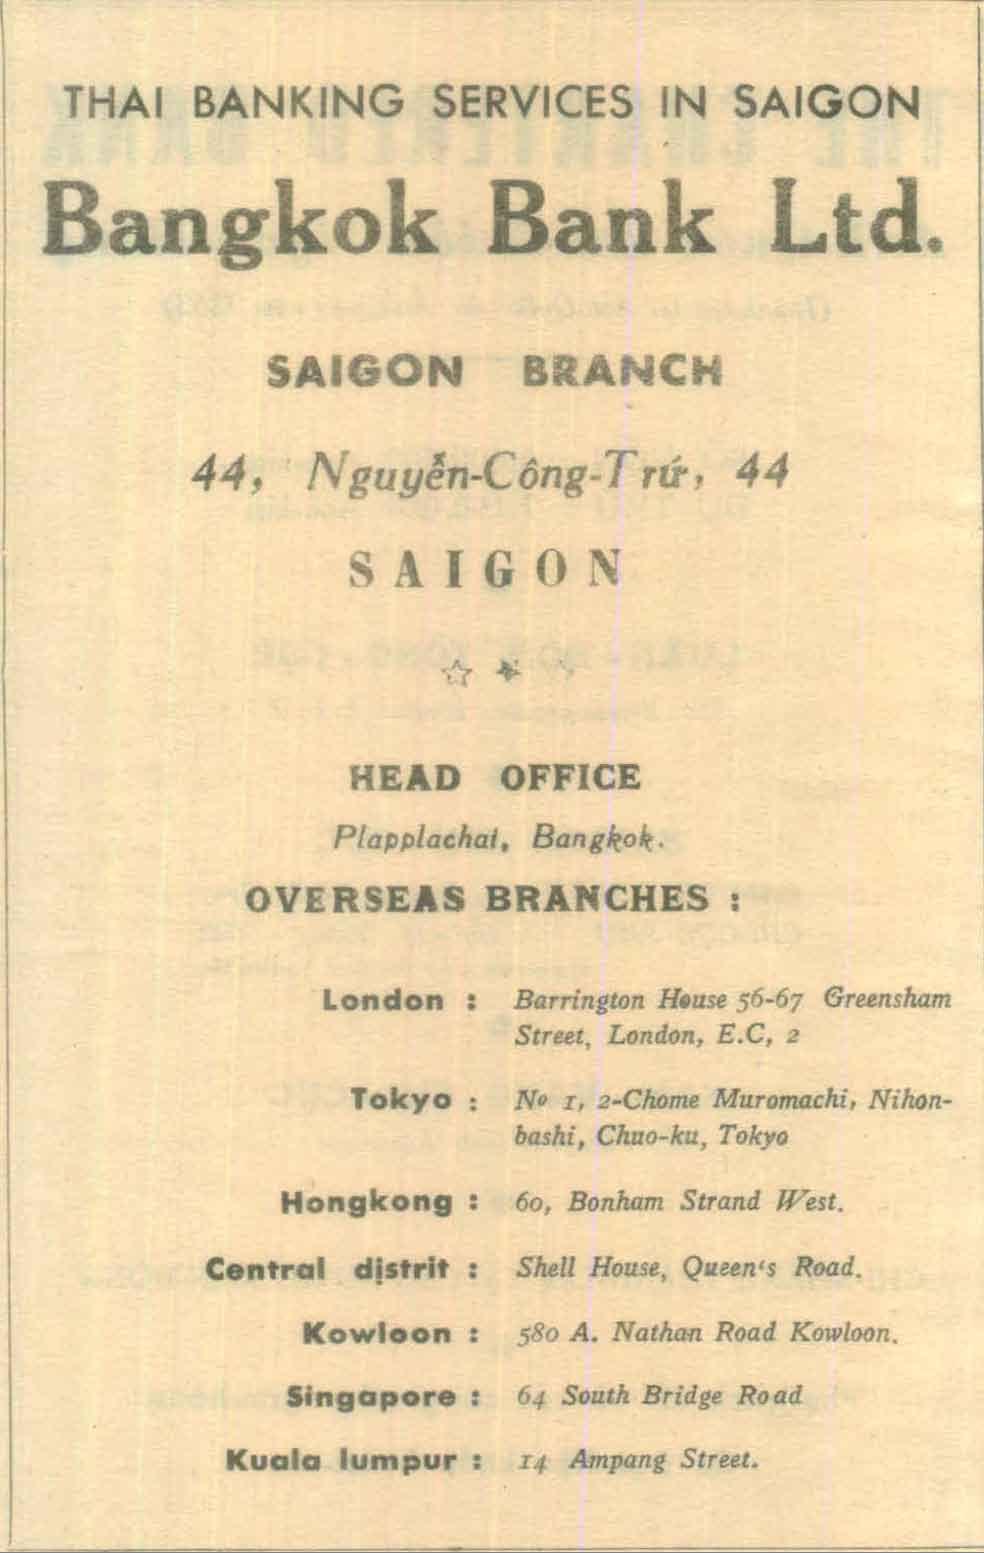 THAI BANKING SERVICES IN SAIGON
Bangkok Bank Ltd.
SAIGON BRANCH
44, Nguyễn-Công-Trứ, 44
SAIGON
HEAD OFFICE
Plapplachai, Bangkok.
OVERSEAS BRANCHES :
London : Barrington House 56-67 Greensham
Street, London, E.C, 2
Tokyo : Nº 1, 2-Chome Muromachi, Nihon-
bashi, Chuo-ku, Tokyo
Hongkong : 60, Bonham Strand West.
Central distrit : Shell House, Queen's Road.
Kowloon : 580 A. Nathan Road Kowloon.
Singapore : 64 South Bridge Road
Kuala lumpur : 14 Ampang Street.